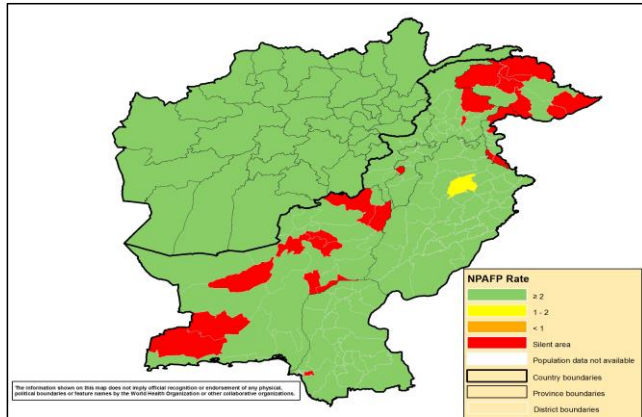 NPAFP Rate
≥ 2
1 - 2
< 1
Silent area
Population data not available
Country boundaries
Province boundaries
District boundaries
The information shown on this map does not imply official recognition or endorsement of any physical,
political boundaries or feature names by the World Health Organization or other collaborative organizations.